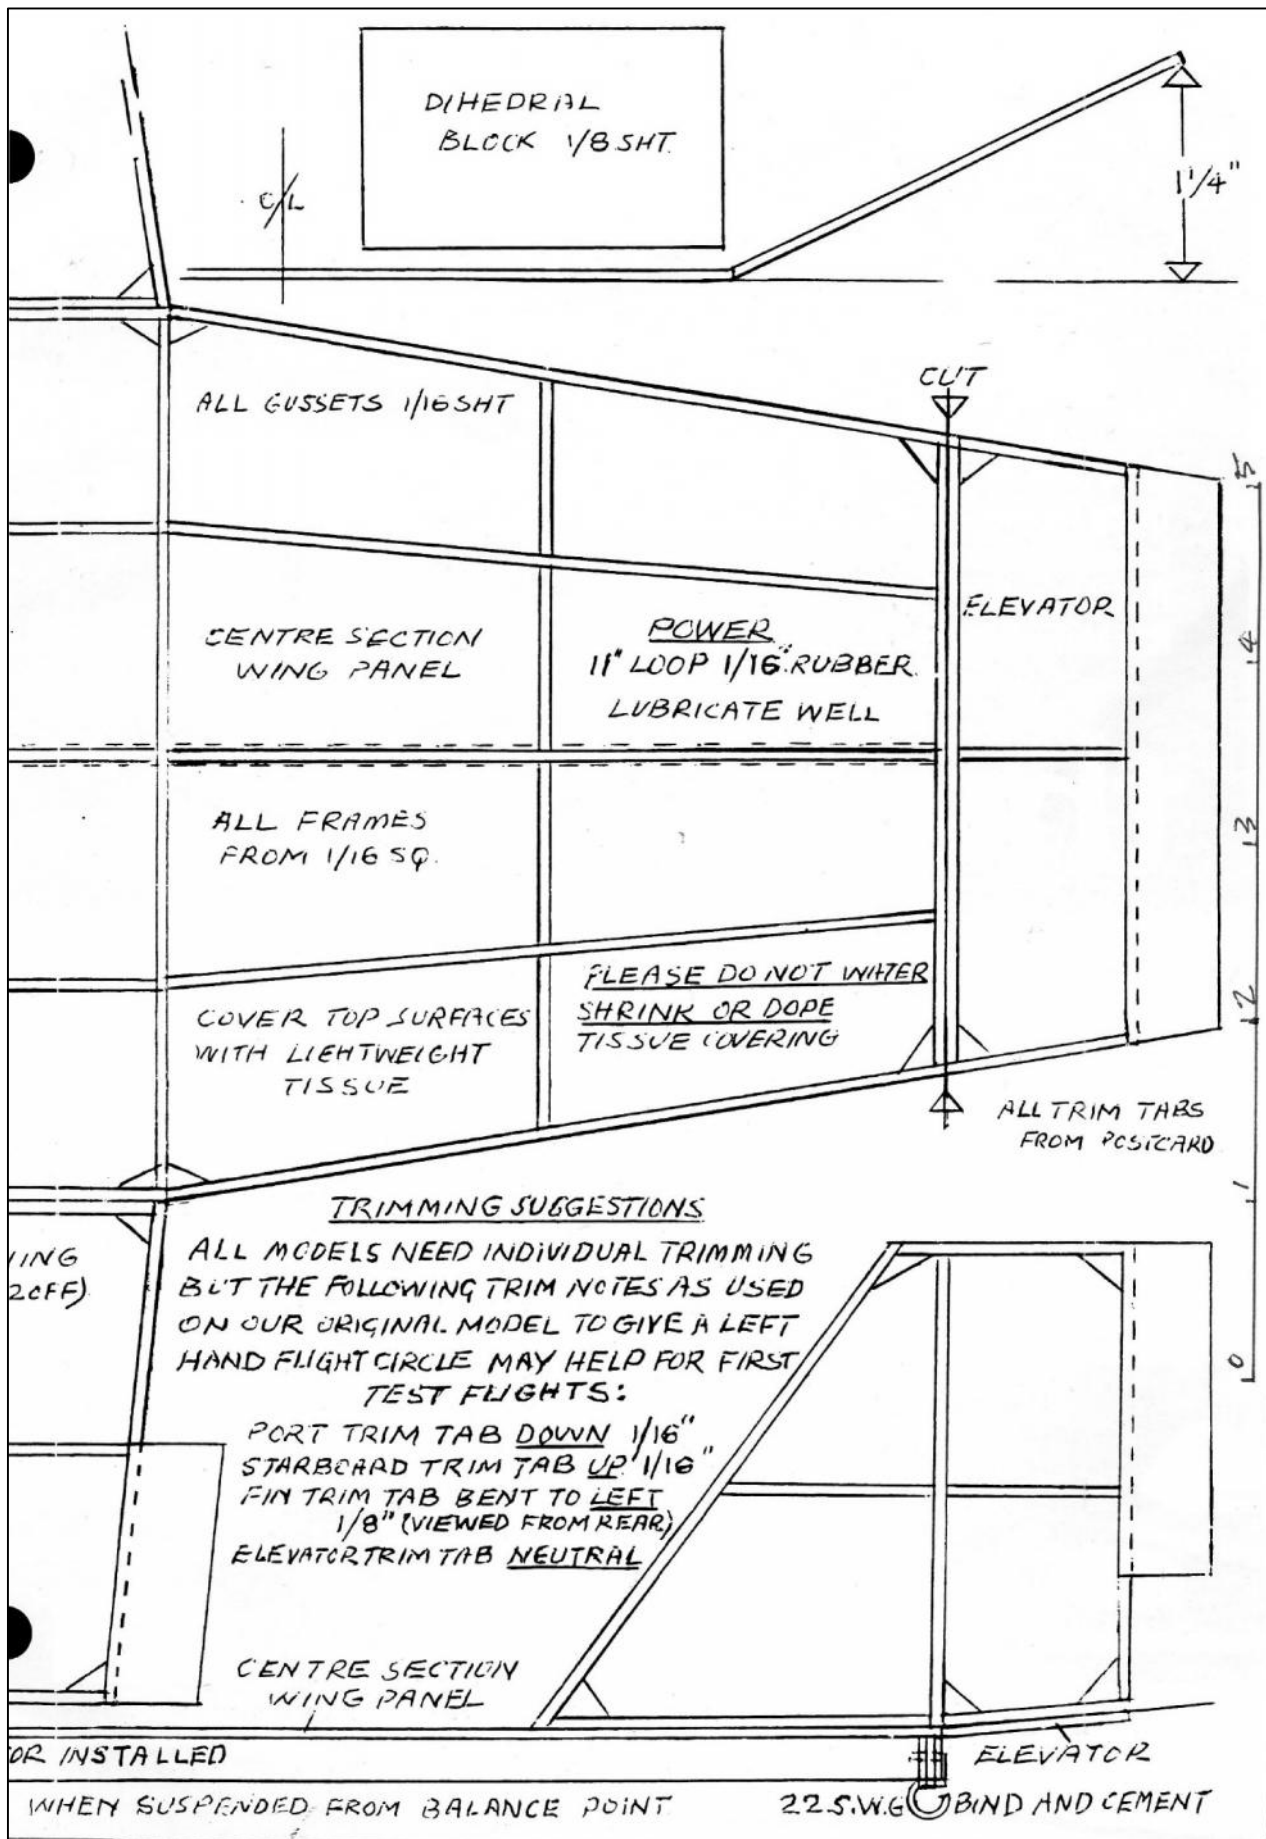 DIHEDRAL
BLOCK 1/8 SHT.
C/L
1 1/4"
CUT
ALL GUSSETS 1/16 SHT
5
ELEVATOR
CENTRE SECTION
WING PANEL
POWER
11" LOOP 1/16" RUBBER.
LUBRICATE WELL
4
ALL FRAMES
FROM 1/16 SQ.
3
PLEASE DO NOT WATER
SHRINK OR DOPE
TISSUE COVERING
2
COVER TOP SURFACES
WITH LIGHTWEIGHT
TISSUE
ALL TRIM TABS
FROM POSTCARD
1
TRIMMING SUGGESTIONS
ALL MODELS NEED INDIVIDUAL TRIMMING
BUT THE FOLLOWING TRIM NOTES AS USED
ON OUR ORIGINAL MODEL TO GIVE A LEFT
HAND FLIGHT CIRCLE MAY HELP FOR FIRST
TEST FLIGHTS:
PORT TRIM TAB DOWN 1/16"
STARBOARD TRIM TAB UP 1/16"
FIN TRIM TAB BENT TO LEFT
1/8" (VIEWED FROM REAR)
ELEVATOR TRIM TAB NEUTRAL
ING
2 OFF)
0
CENTRE SECTION
WING PANEL
OR INSTALLED
ELEVATOR
WHEN SUSPENDED FROM BALANCE POINT
22 S.W.G
BIND AND CEMENT